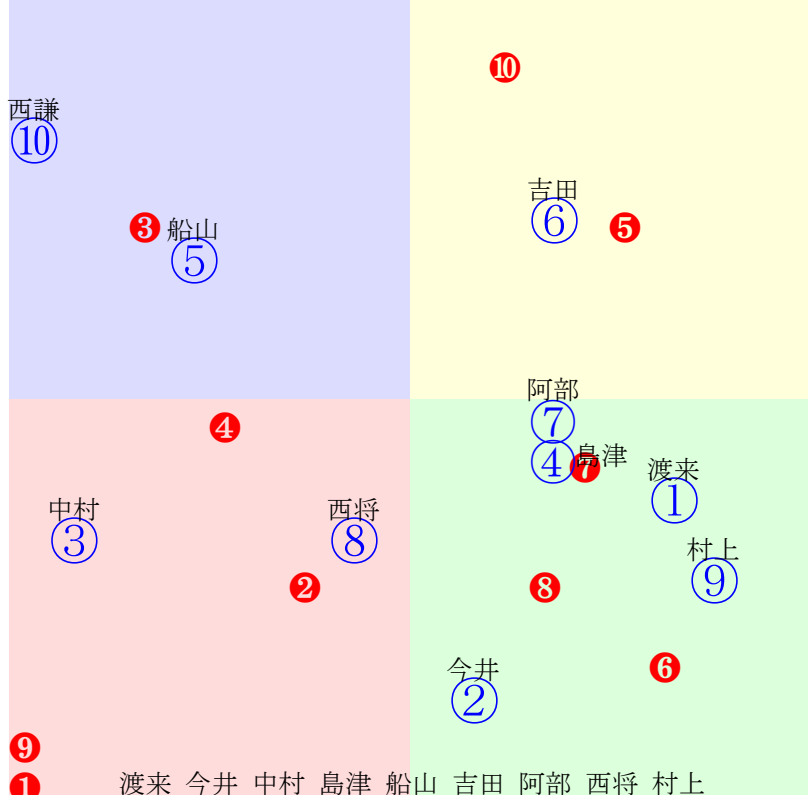 ❿
西謙
⑩
吉田
⑥
❺
❸
船山
⑤
阿部
⑦
❹
④
島津
❼
渡来
①
中村
③
西将
⑧
村上
⑨
❷
❽
今井
②
❻
❾
❶
渡来 今井 中村 島津 船山 吉田 阿部 西将 村上